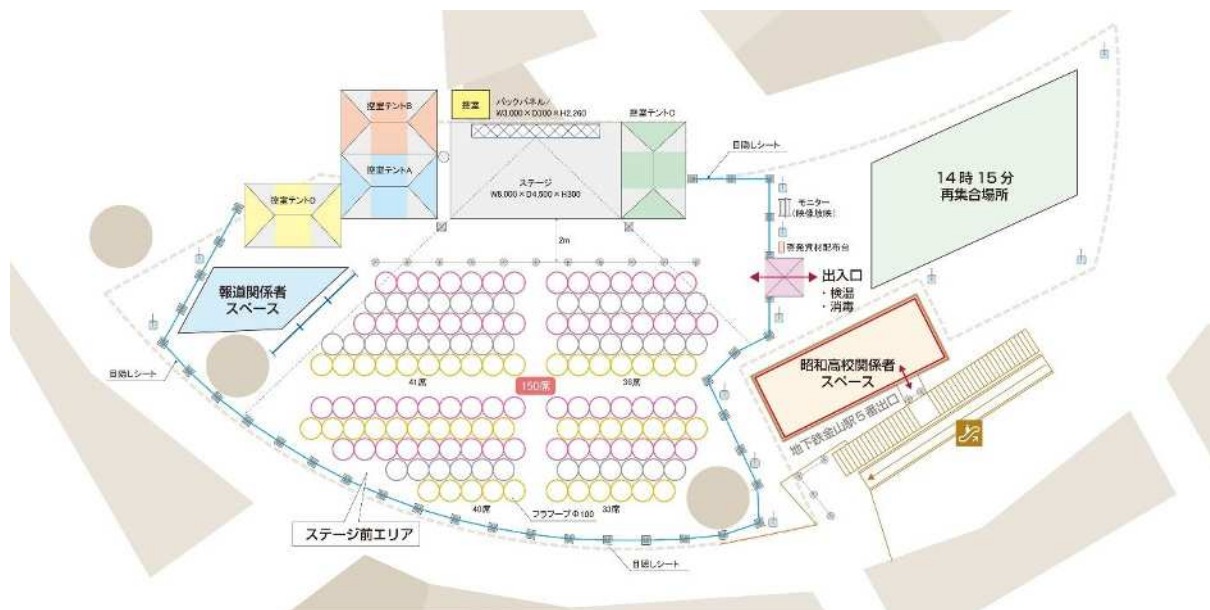 控室テントB
控室
バックパネル/
W3,000×D300×H2,260
控室テントC
目隠しシート
14時15分
再集合場所
控室テントA
ステージ
W8,000×D4,500×H300
モニター
(映像放映)
控室テントD
2m
啓発資材配布台
出入口
・検温
・消毒
報道関係者
スペース
昭和高校関係者
スペース
目隠しシート
41席
150席
36席
地下鉄金山駅5番出口
40席
フラフープΦ100
33席
ステージ前エリア
目隠しシート